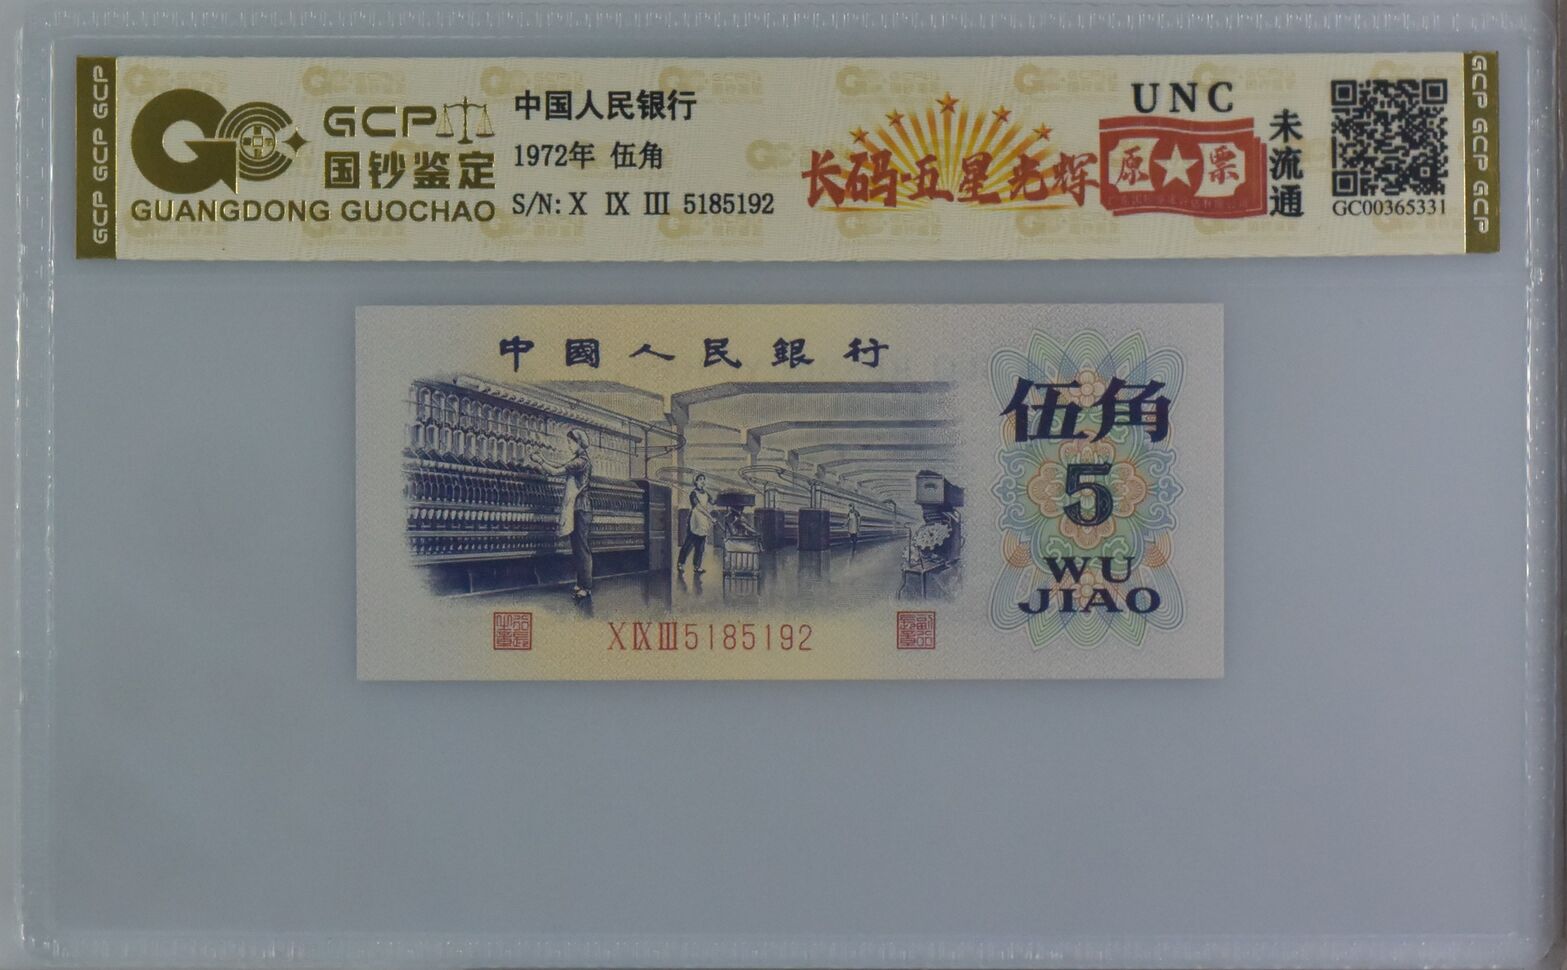 GCP GCP GCP
GCP
国钞鉴定
GUANGDONG GUOCHAO
中国人民银行
1972年 伍角
S/N: X IX III 5185192
长码·五星光辉
UNC
原票
未流通
GC00365331
GCP GCP GCP
中國人民銀行
伍角
5
WU
JIAO
X IX III 5185192